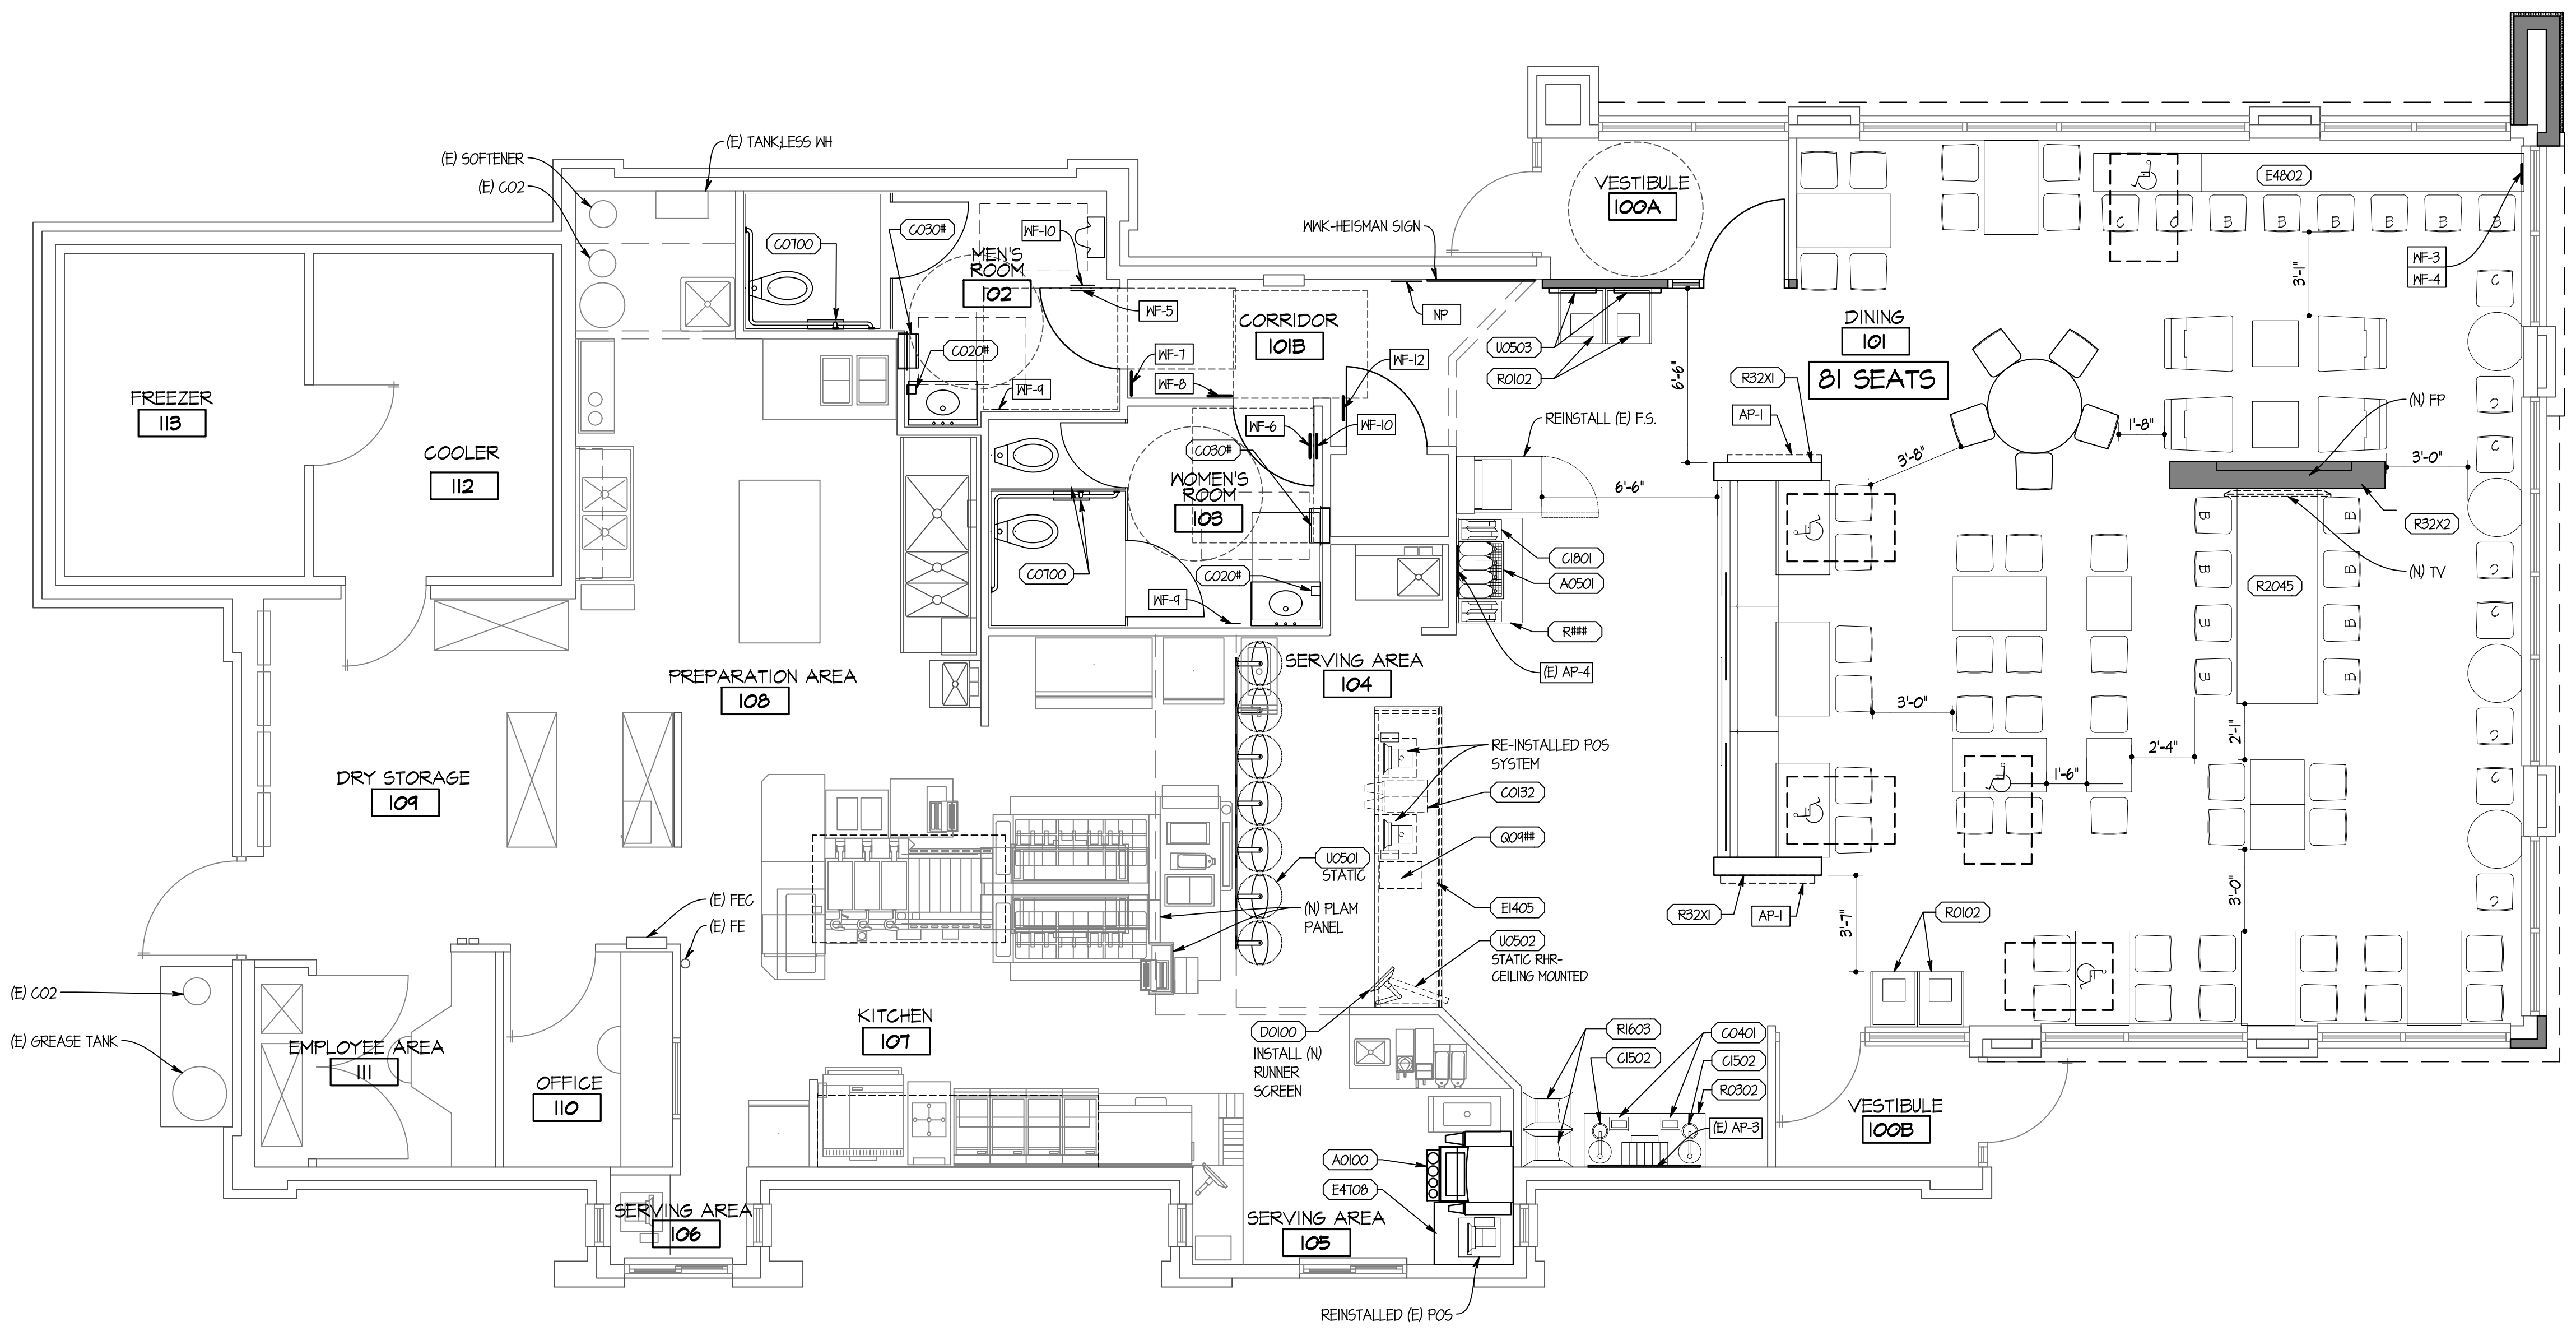 (E) TANKLESS WH
(E) SOFTENER
(E) CO2
VESTIBULE
100A
E4802
C C B B B B B B
C0700
C030#
WF-10
MEN'S
ROOM
102
WWK-HEISMAN SIGN
WF-3
WF-4
3'-1"
C
NP
WF-5
CORRIDOR
101B
DINING
101
81 SEATS
U0503
R0102
6'-6"
C020#
WF-7
WF-8
WF-9
WF-12
R32X1
AP-1
C
FREEZER
113
(N) FP
1'-8"
3'-8"
3'-0"
REINSTALL (E) F.S.
WF-6
WF-10
C030#
COOLER
112
WOMEN'S
ROOM
103
6'-6"
C
B B
R32X2
C0700
C020#
C1801
A0501
B B
C
(N) TV
R2045
WF-9
R###
C
B B
(E) AP-4
SERVING AREA
104
B B
PREPARATION AREA
108
3'-0"
2'-1"
C
RE-INSTALLED POS
SYSTEM
2'-4"
1'-6"
C
DRY STORAGE
109
C0132
Q09##
U0501
STATIC
3'-0"
C
(E) FEC
(E) FE
(N) PLAM
PANEL
E1405
R32X1
AP-1
3'-7"
R0102
U0502
STATIC RHR-
CEILING MOUNTED
(E) CO2
(E) GREASE TANK
KITCHEN
107
D0100
INSTALL (N)
RUNNER
SCREEN
R1603
C0401
C1502
C1502
R0302
(E) AP-3
EMPLOYEE AREA
111
OFFICE
110
VESTIBULE
100B
A0100
E4708
SERVING AREA
106
SERVING AREA
105
REINSTALLED (E) POS